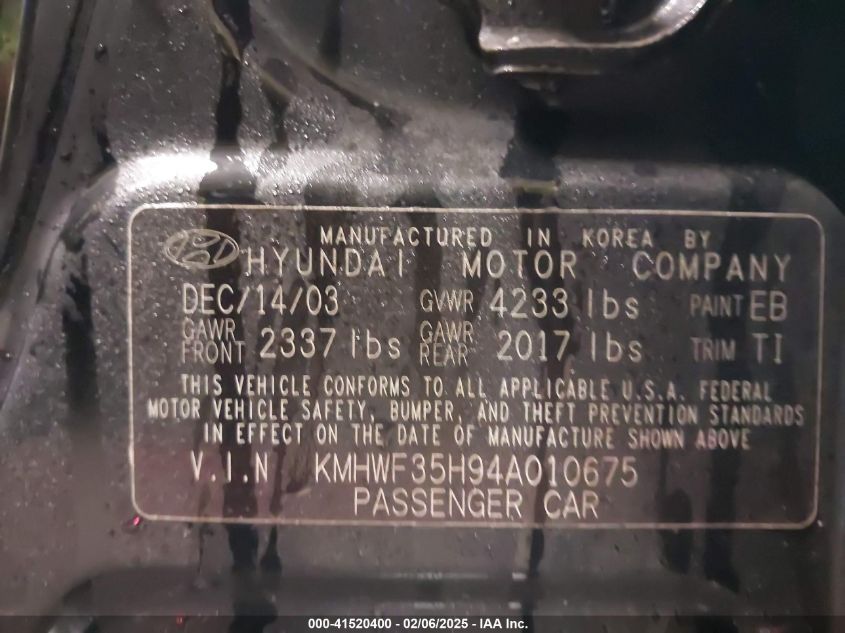 MANUFACTURED IN KOREA BY
HYUNDAI MOTOR COMPANY
DEC/14/03 GVWR 4233 lbs PAINT EB
GAWR FRONT 2337 lbs GAWR REAR 2017 lbs TRIM TI
THIS VEHICLE CONFORMS TO ALL APPLICABLE U.S.A. FEDERAL
MOTOR VEHICLE SAFETY, BUMPER, AND THEFT PREVENTION STANDARDS
IN EFFECT ON THE DATE OF MANUFACTURE SHOWN ABOVE
V.I.N KMHWF35H94A010675
PASSENGER CAR
000-41520400 - 02/06/2025 - IAA Inc.